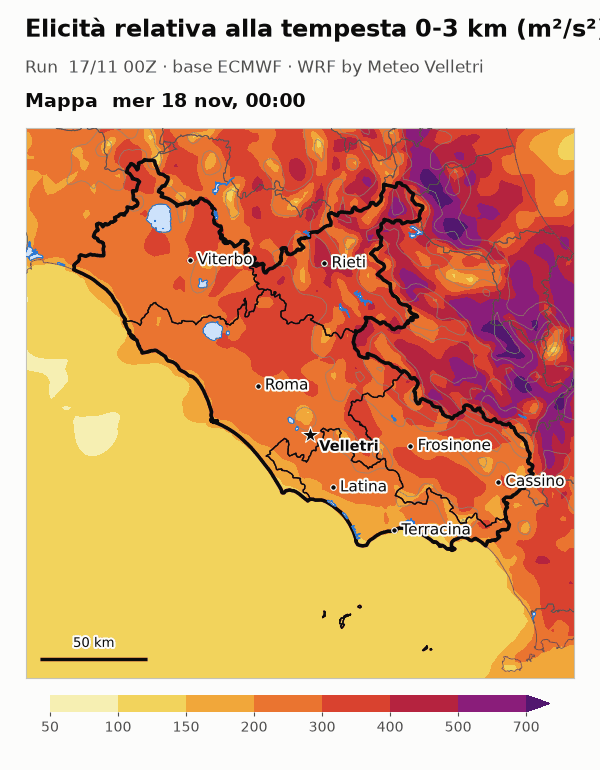 Elicità relativa alla tempesta 0-3 km (m²/s²)
Run 17/11 00Z · base ECMWF · WRF by Meteo Velletri
Mappa mer 18 nov, 00:00
Viterbo
Rieti
Roma
Velletri
Frosinone
Latina
Cassino
Terracina
50 km
50 100 150 200 300 400 500 700